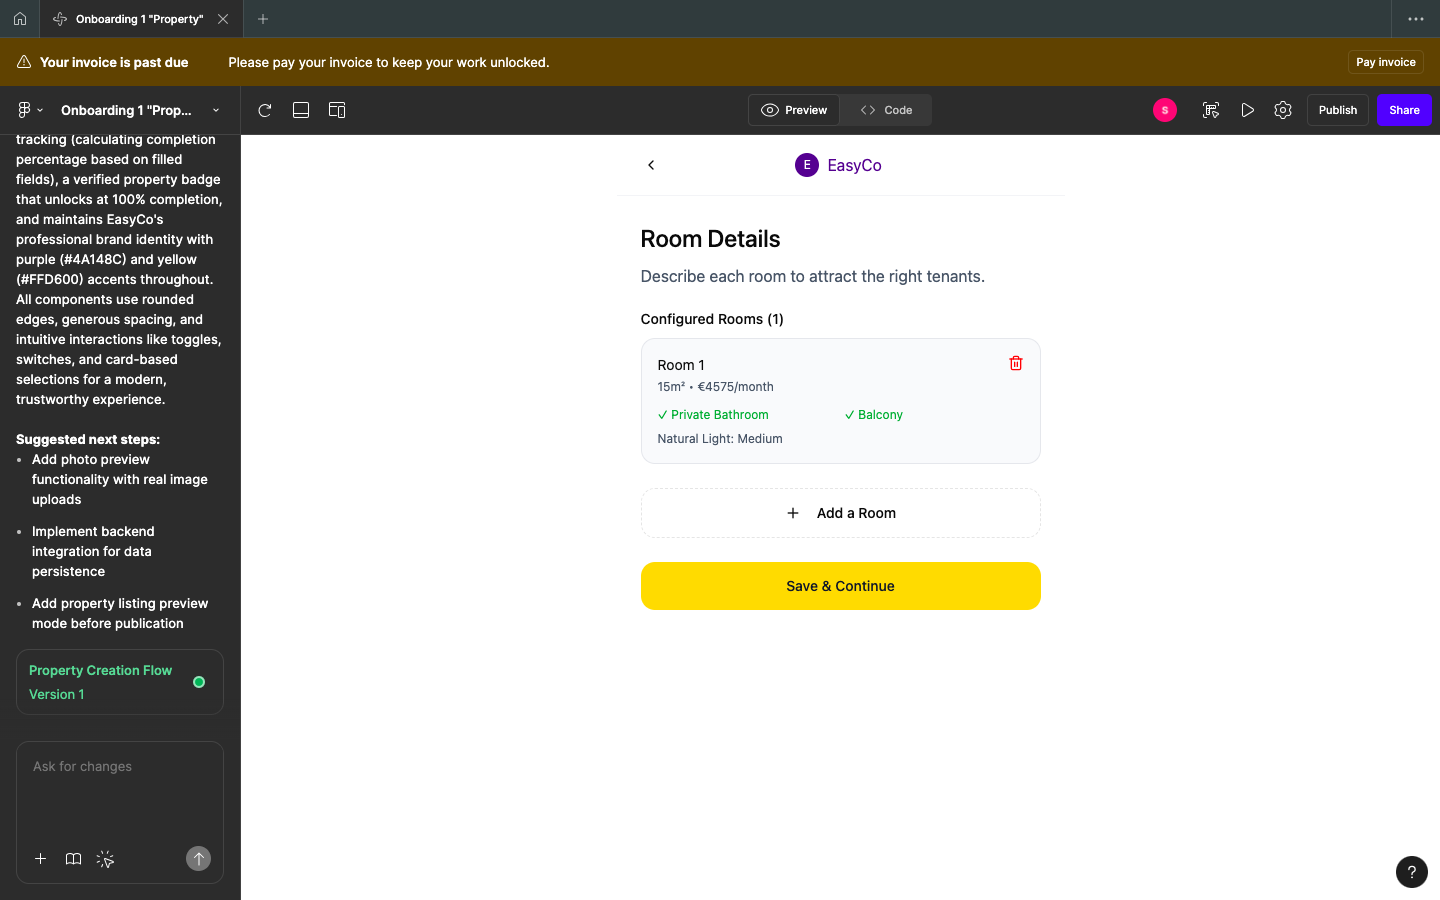 Onboarding 1 "Property"
Your invoice is past due
Please pay your invoice to keep your work unlocked.
Pay invoice
Onboarding 1 "Prop...
Preview
Code
S
Publish
Share
tracking (calculating completion
percentage based on filled
fields), a verified property badge
that unlocks at 100% completion,
and maintains EasyCo's
professional brand identity with
purple (#4A148C) and yellow
(#FFD600) accents throughout.
All components use rounded
edges, generous spacing, and
intuitive interactions like toggles,
switches, and card-based
selections for a modern,
trustworthy experience.
Suggested next steps:
• Add photo preview
functionality with real image
uploads
• Implement backend
integration for data
persistence
• Add property listing preview
mode before publication
Property Creation Flow
Version 1
Ask for changes
E EasyCo
Room Details
Describe each room to attract the right tenants.
Configured Rooms (1)
Room 1
15m² • €4575/month
✓ Private Bathroom
✓ Balcony
Natural Light: Medium
+ Add a Room
Save & Continue
?